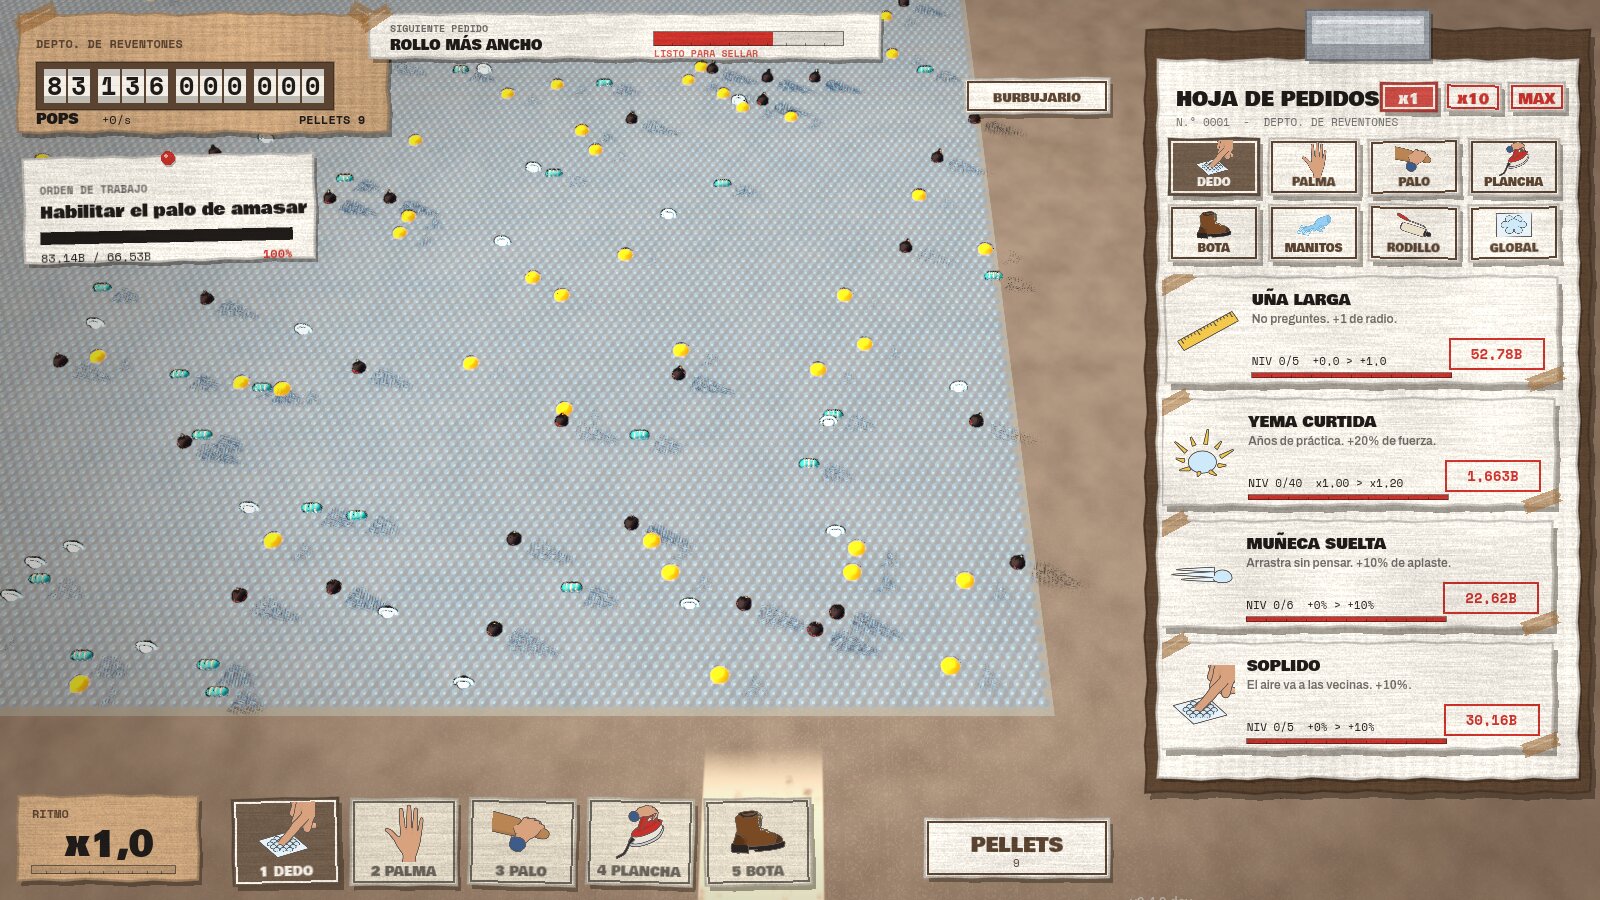 DEPTO. DE REVENTONES
83 136 000 000
POPS +0/s PELLETS 9
SIGUIENTE PEDIDO
ROLLO MÁS ANCHO
LISTO PARA SELLAR
ORDEN DE TRABAJO
Habilitar el palo de amasar
83,14B / 66,53B 100%
BURBUJARIO
HOJA DE PEDIDOS x1 x10 MAX
N.° 0001 - DEPTO. DE REVENTONES
DEDO PALMA PALO PLANCHA
BOTA MANITOS RODILLO GLOBAL
UÑA LARGA
No preguntes. +1 de radio.
NIV 0/5 +0,0 > +1,0 52,78B
YEMA CURTIDA
Años de práctica. +20% de fuerza.
NIV 0/40 x1,00 > x1,20 1,663B
MUÑECA SUELTA
Arrastra sin pensar. +10% de aplaste.
NIV 0/6 +0% > +10% 22,62B
SOPLIDO
El aire va a las vecinas. +10%.
NIV 0/5 +0% > +10% 30,16B
RITMO
x1,0
1 DEDO 2 PALMA 3 PALO 4 PLANCHA 5 BOTA
PELLETS
9